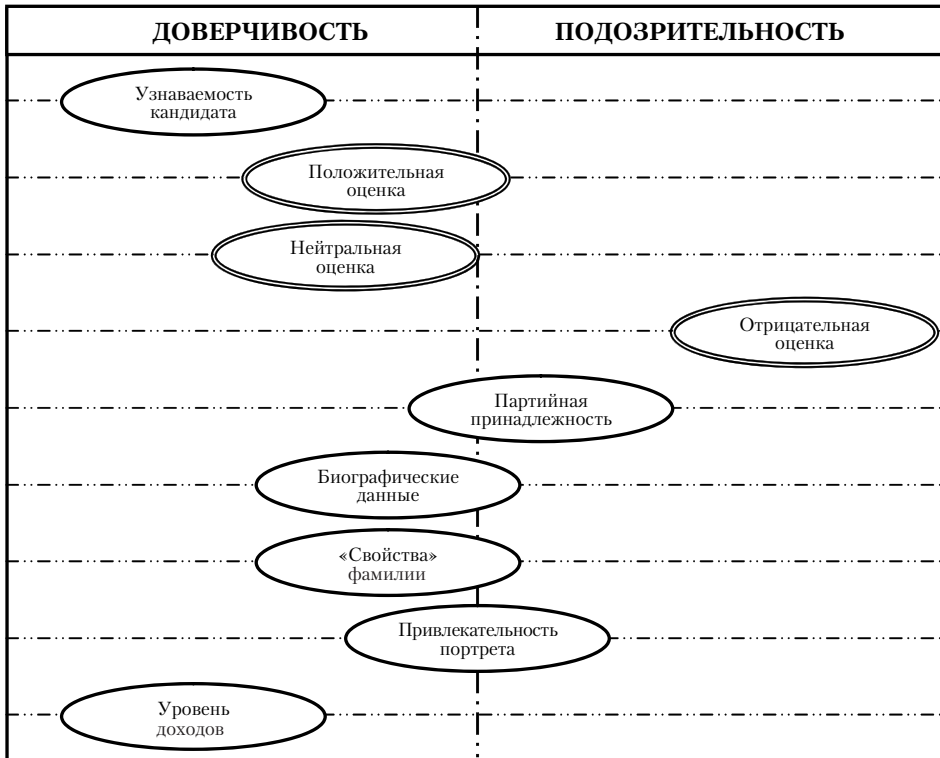 ДОВЕРЧИВОСТЬ
ПОДОЗРИТЕЛЬНОСТЬ
Узнаваемость
кандидата
Положительная
оценка
Нейтральная
оценка
Отрицательная
оценка
Партийная
принадлежность
Биографические
данные
«Свойства»
фамилии
Привлекательность
портрета
Уровень
доходов